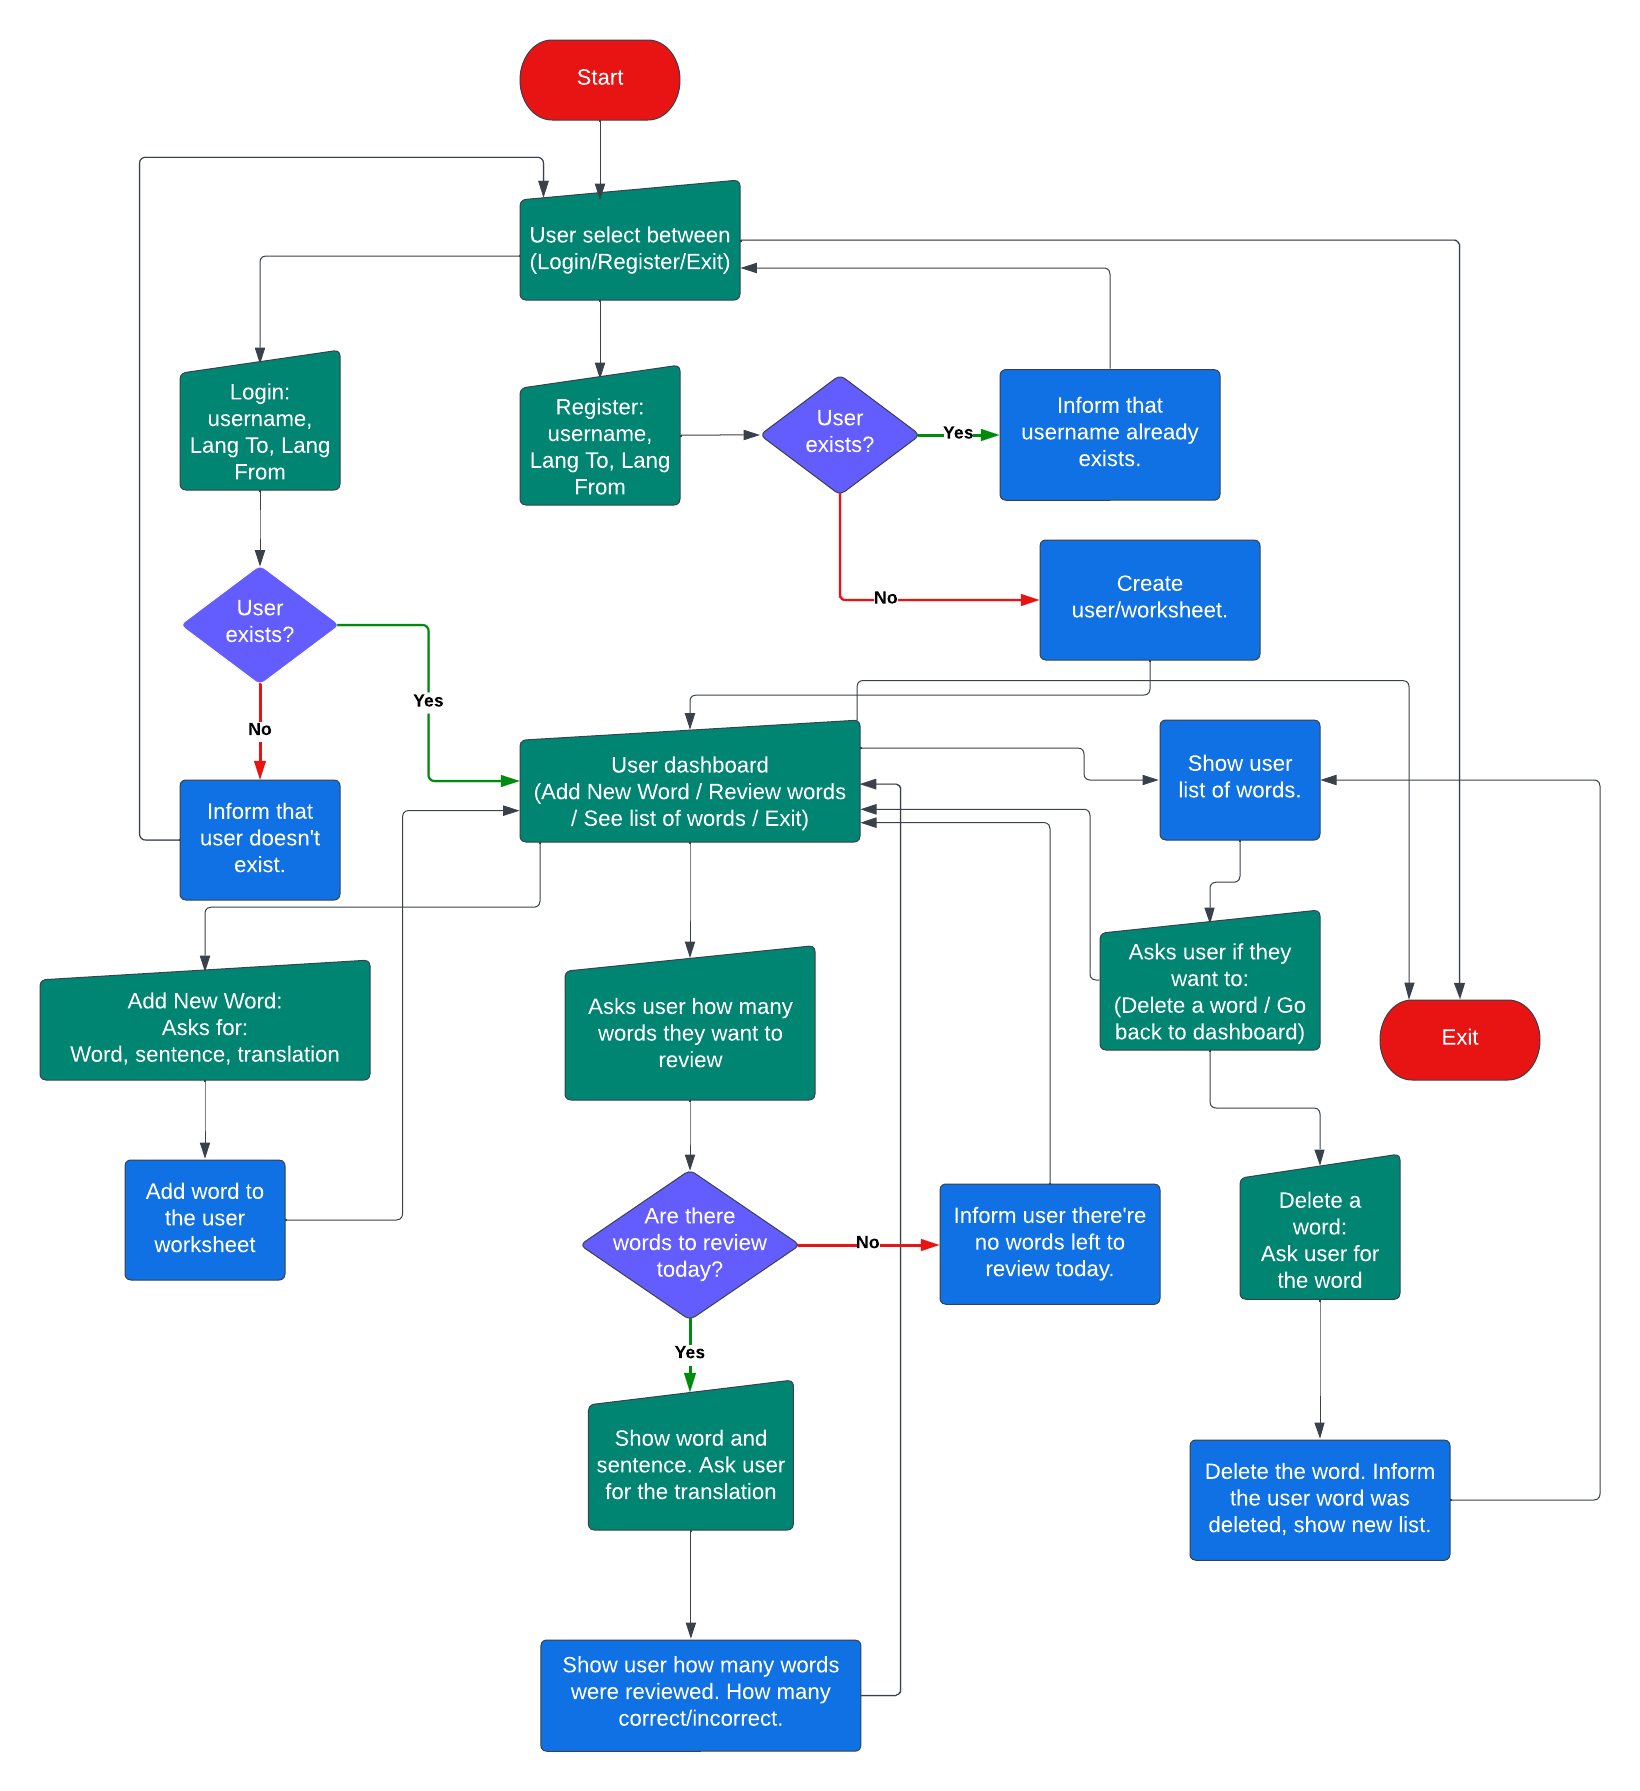 Start
User select between
(Login/Register/Exit)
Login:
username,
Lang To, Lang
From
Register:
username,
Lang To, Lang
From
User
exists?
Yes
Inform that
username already
exists.
No
Create
user/worksheet.
User
exists?
Yes
No
Inform that
user doesn't
exist.
User dashboard
(Add New Word / Review words
/ See list of words / Exit)
Show user
list of words.
Add New Word:
Asks for:
Word, sentence, translation
Asks user how many
words they want to
review
Asks user if they
want to:
(Delete a word / Go
back to dashboard)
Exit
Add word to
the user
worksheet
Are there
words to review
today?
No
Inform user there're
no words left to
review today.
Delete a
word:
Ask user for
the word
Yes
Show word and
sentence. Ask user
for the translation
Delete the word. Inform
the user word was
deleted, show new list.
Show user how many words
were reviewed. How many
correct/incorrect.